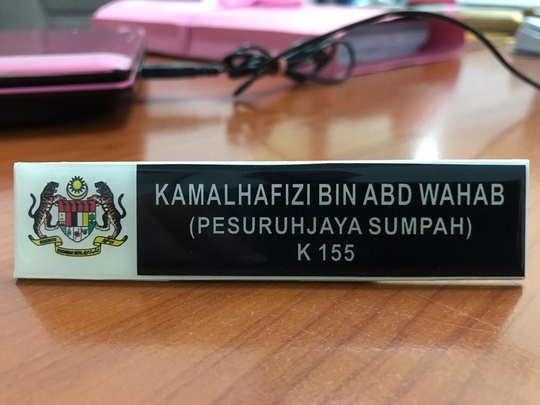 KAMALHAFIZI BIN ABD WAHAB
(PESURUHJAYA SUMPAH)
K 155